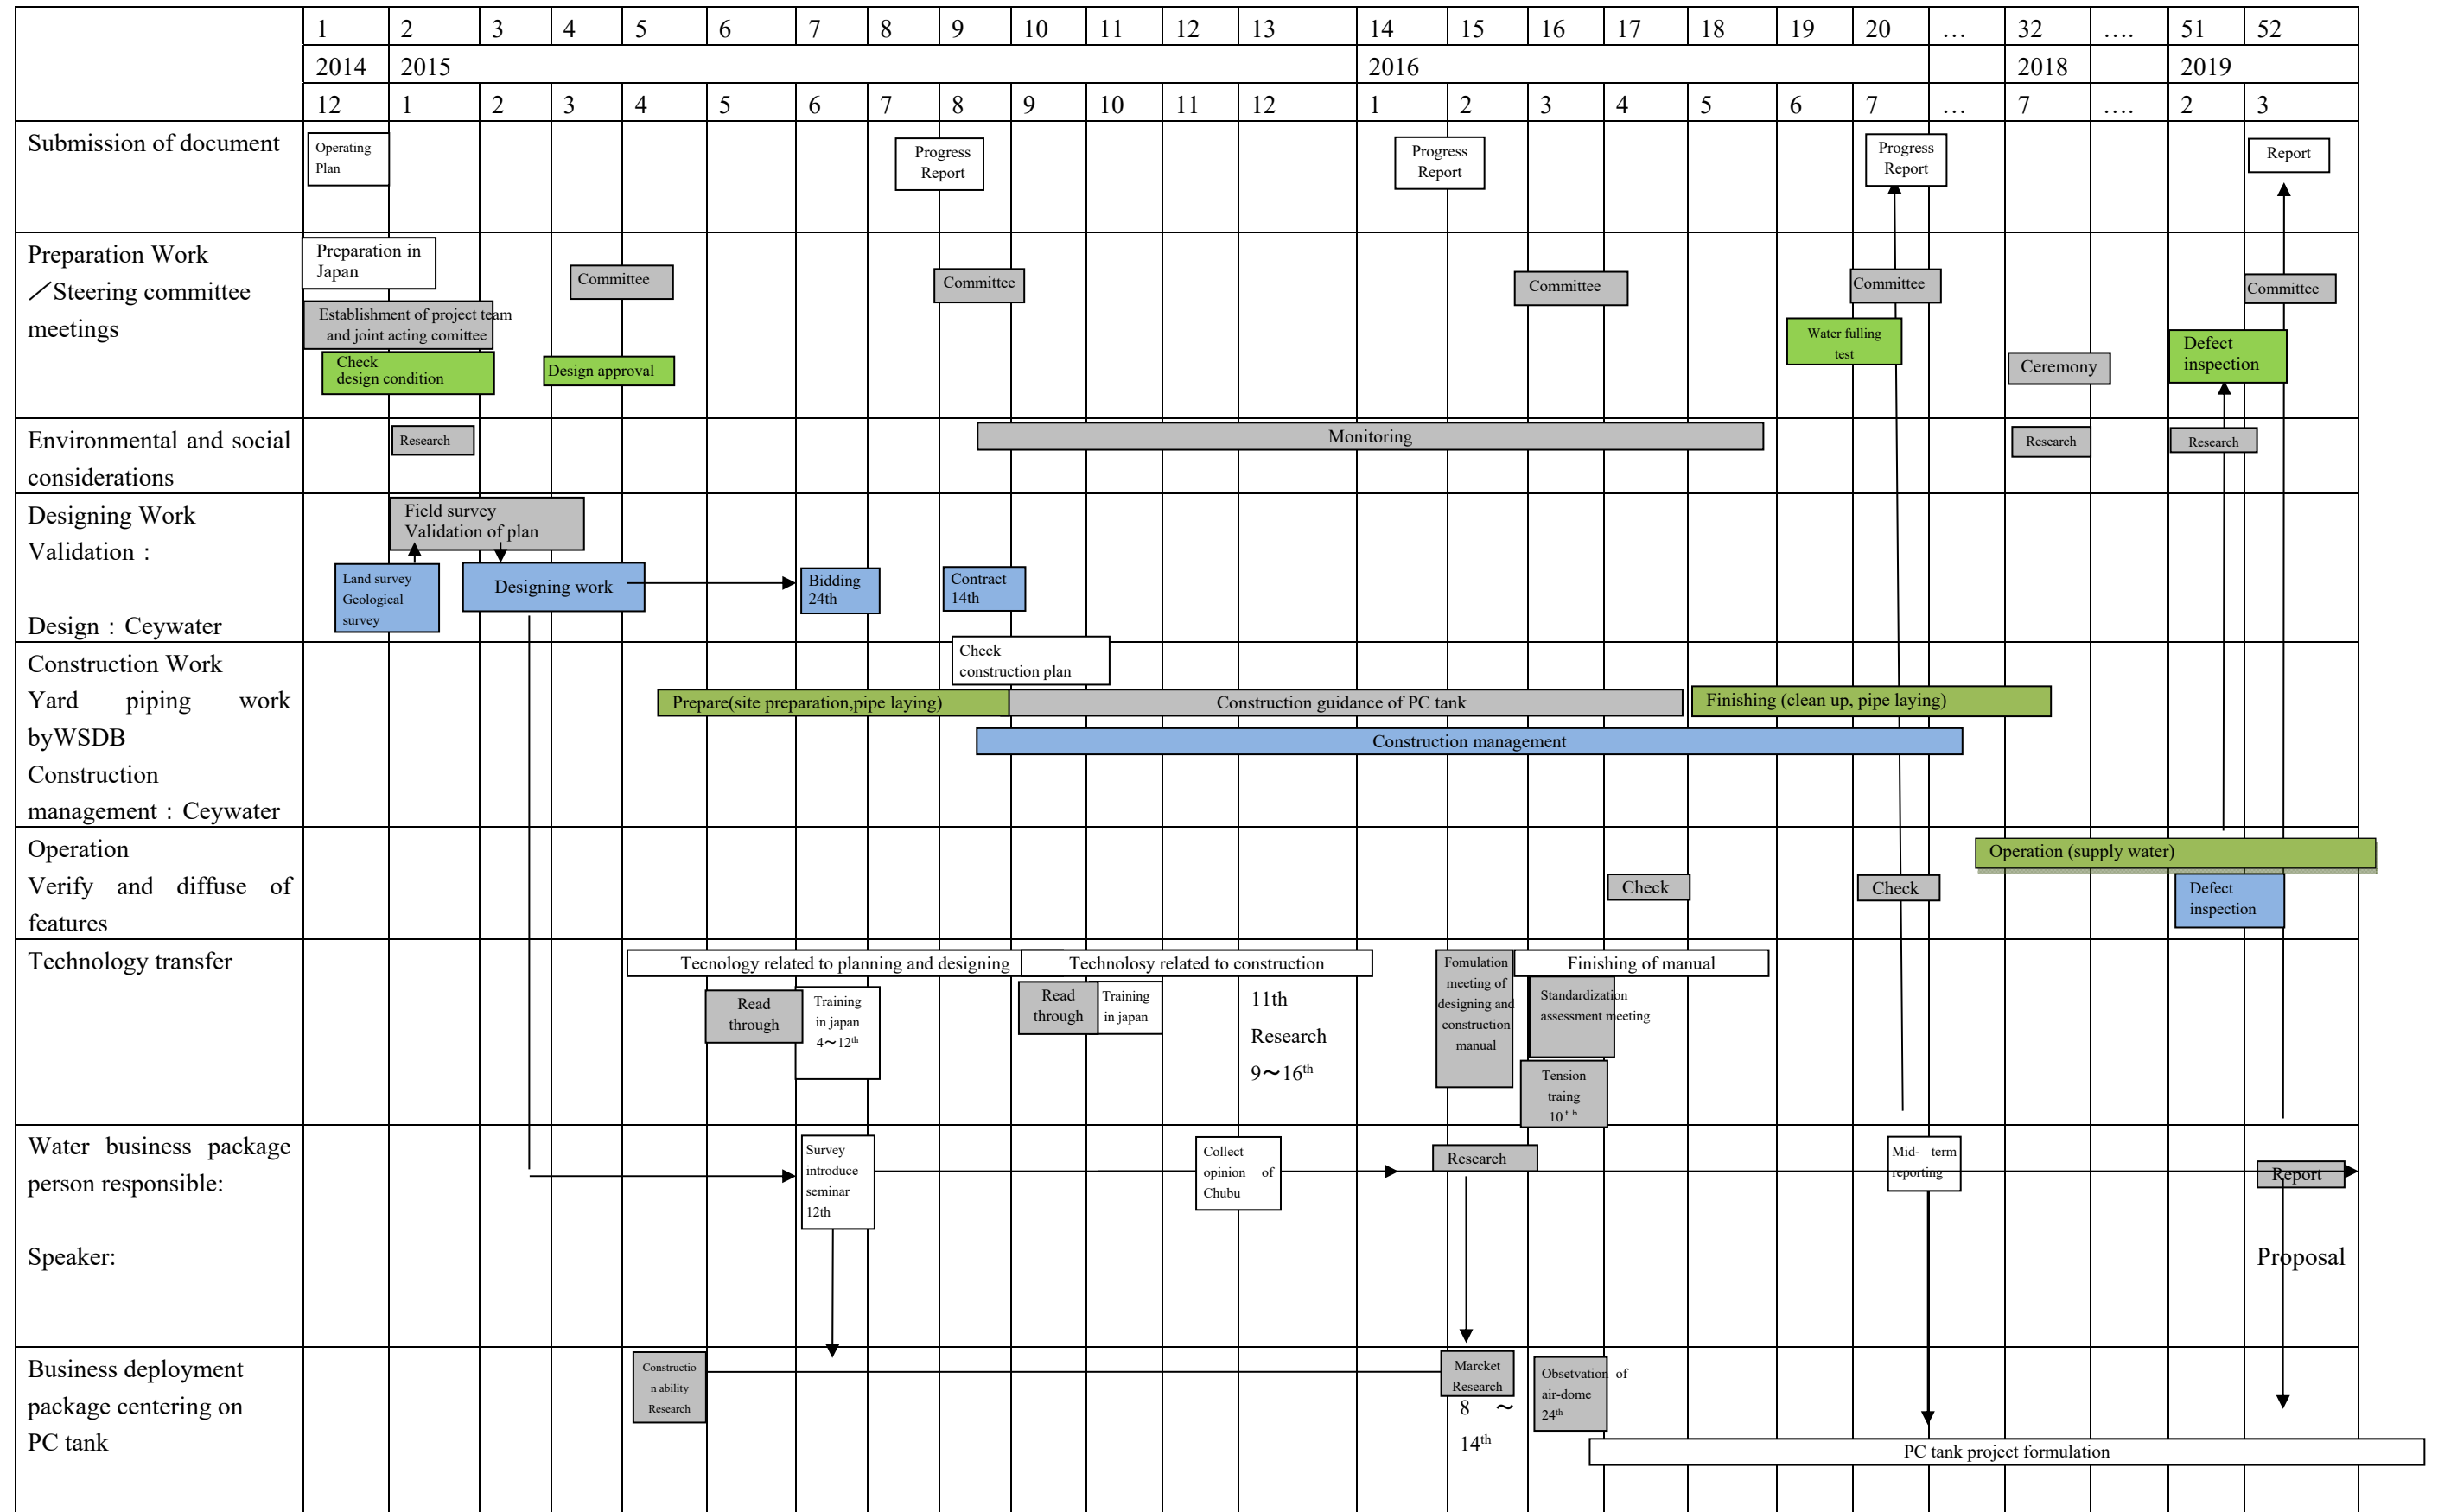 1 2 3 4 5 6 7 8 9 10 11 12 13 14 15 16 17 18 19 20 … 32 …. 51 52
2014 2015 2016 2018 2019
12 1 2 3 4 5 6 7 8 9 10 11 12 1 2 3 4 5 6 7 … 7 …. 2 3
Submission of document
Operating
Plan
Progress
Report
Progress
Report
Progress
Report
Report
Preparation Work
／Steering committee
meetings
Preparation in
Japan
Establishment of project team
and joint acting comittee
Check
design condition
Committee
Design approval
Committee
Committee
Committee
Water fulling
test
Ceremony
Committee
Defect
inspection
Environmental and social
considerations
Research
Monitoring
Research
Research
Designing Work
Validation：
Design：Ceywater
Field survey
Validation of plan
Land survey
Geological
survey
Designing work
Bidding
24th
Contract
14th
Construction Work
Yard piping work
byWSDB
Construction
management：Ceywater
Check
construction plan
Prepare(site preparation,pipe laying)
Construction guidance of PC tank
Finishing (clean up, pipe laying)
Construction management
Operation
Verify and diffuse of
features
Operation (supply water)
Check
Check
Defect
inspection
Technology transfer
Tecnology related to planning and designing
Technolosy related to construction
Finishing of manual
Read
through
Training
in japan
4～12th
Read
through
Training
in japan
11th
Research
9～16th
Fomulation
meeting of
designing and
construction
manual
Standardization
assessment meeting
Tension
traing
10ｔｈ
Water business package
person responsible:
Speaker:
Survey
introduce
seminar
12th
Collect
opinion of
Chubu
Research
Mid- term
reporting
Report
Proposal
Business deployment
package centering on
PC tank
Constructio
n ability
Research
Marcket
Research
8 ～
14th
Obsetvation of
air-dome
24th
PC tank project formulation